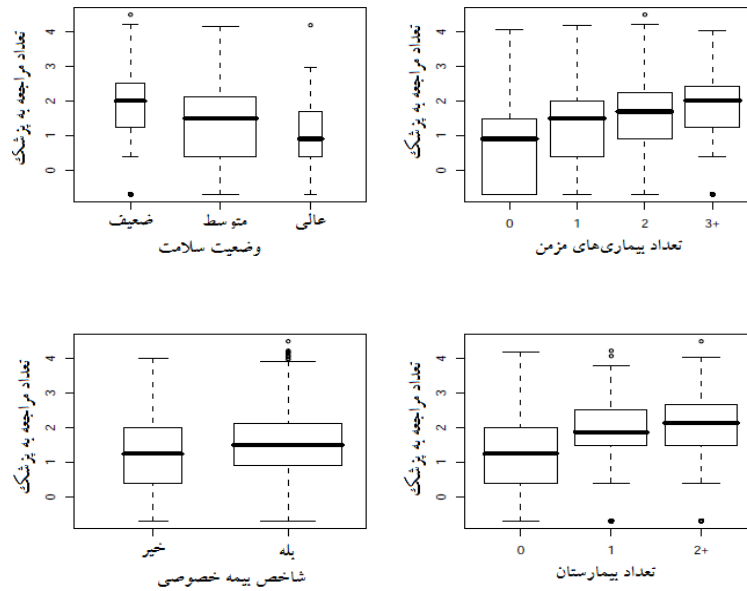 تعداد مراجعه به پزشک
4
3
2
1
0
ضعیف متوسط عالی
وضعیت سلامت
تعداد مراجعه به پزشک
4
3
2
1
0
0 1 2 3+
تعداد بیماری‌های مزمن
تعداد مراجعه به پزشک
4
3
2
1
0
خیر بله
شاخص بیمه خصوصی
تعداد مراجعه به پزشک
4
3
2
1
0
0 1 2+
تعداد بیمارستان